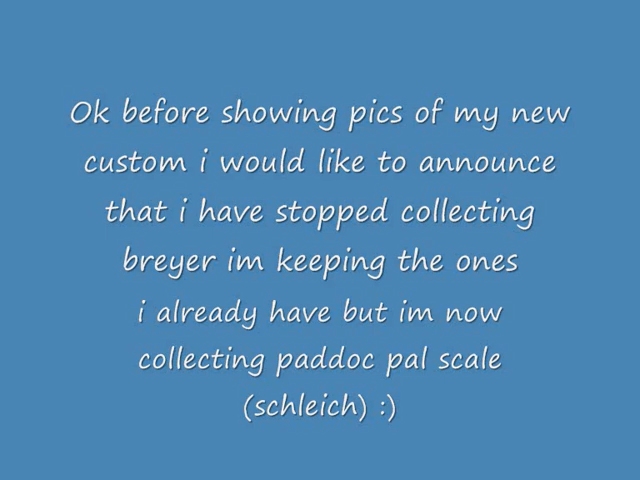 Ok before showing pics of my new
custom i would like to announce
that i have stopped collecting
breyer im keeping the ones
i already have but im now
collecting paddoc pal scale
(schleich) :)